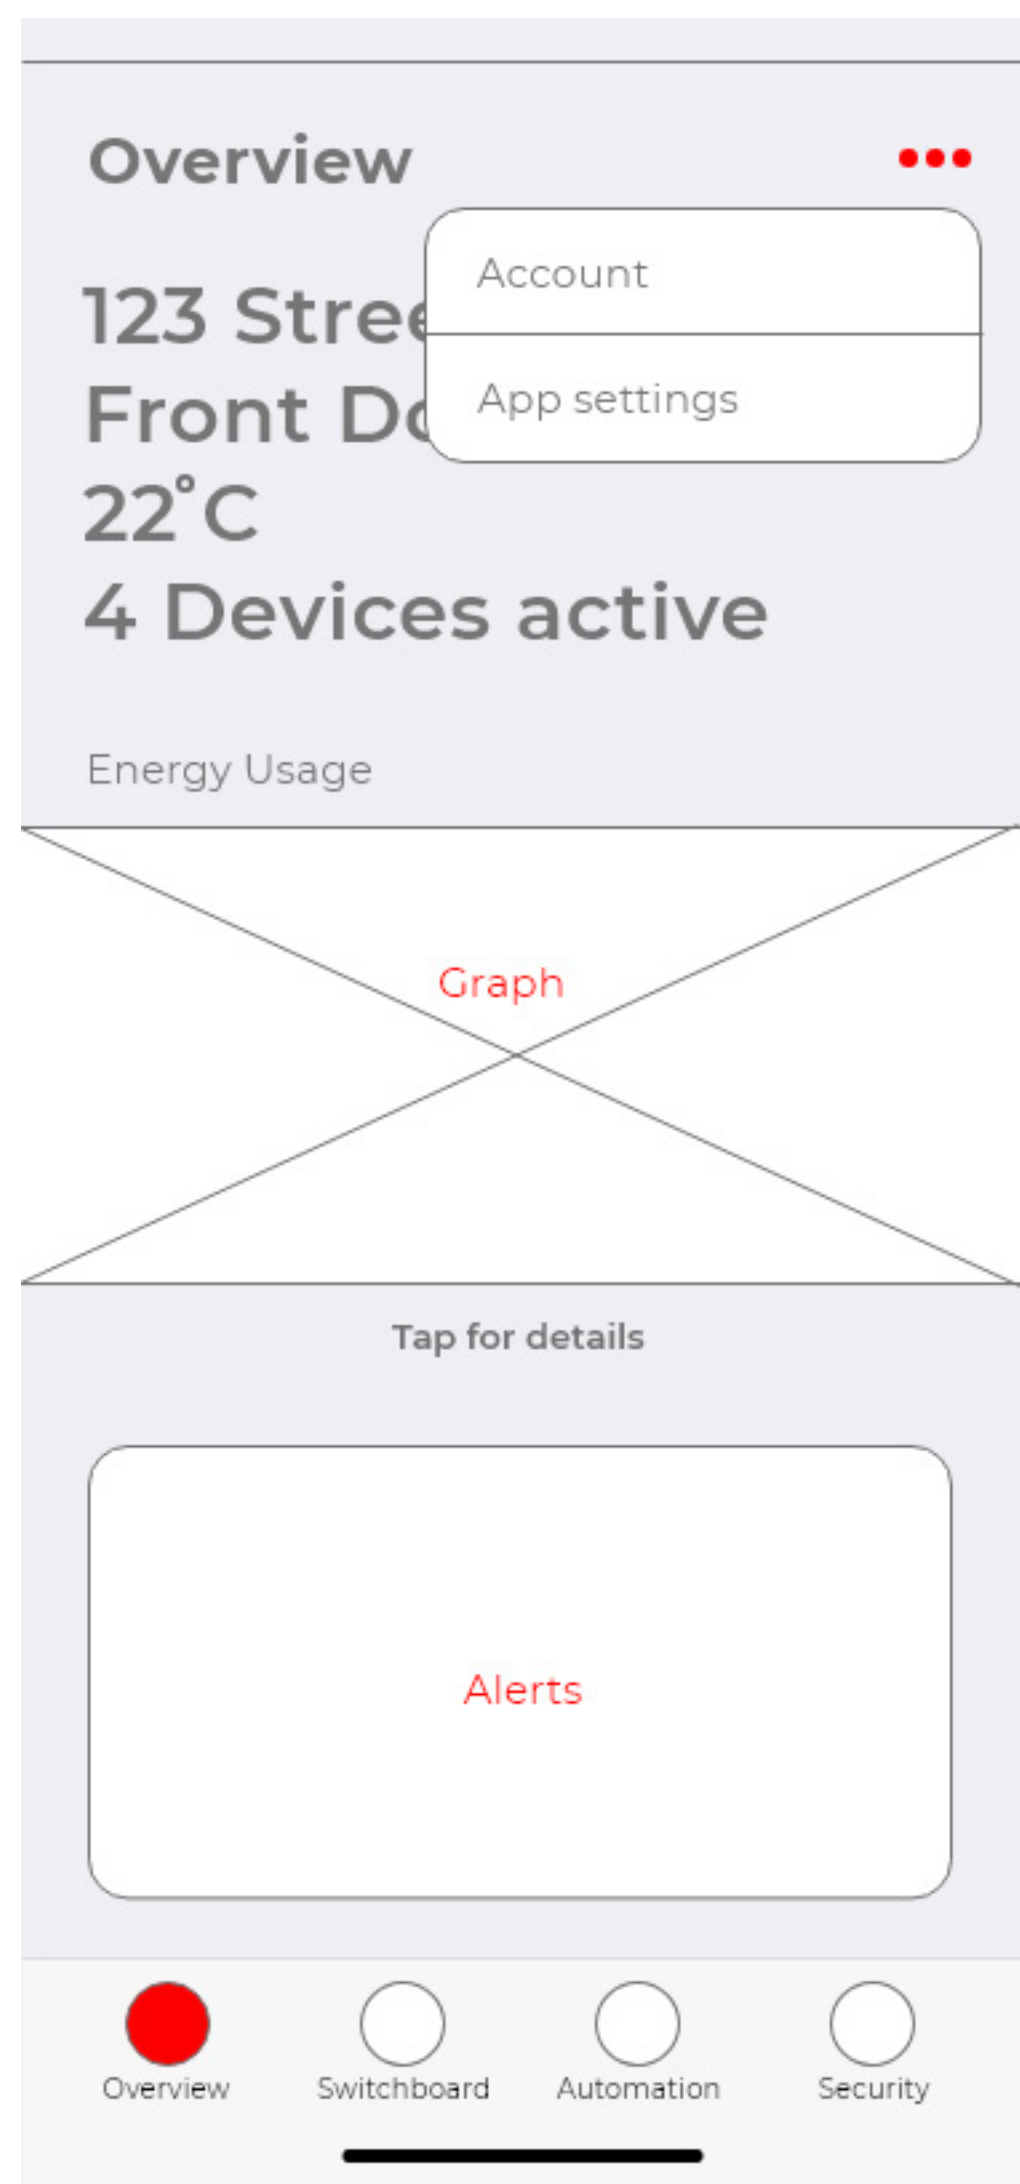 Overview
Account
App settings
123 Stree
Front Do
22°C
4 Devices active
Energy Usage
Graph
Tap for details
Alerts
Overview
Switchboard
Automation
Security